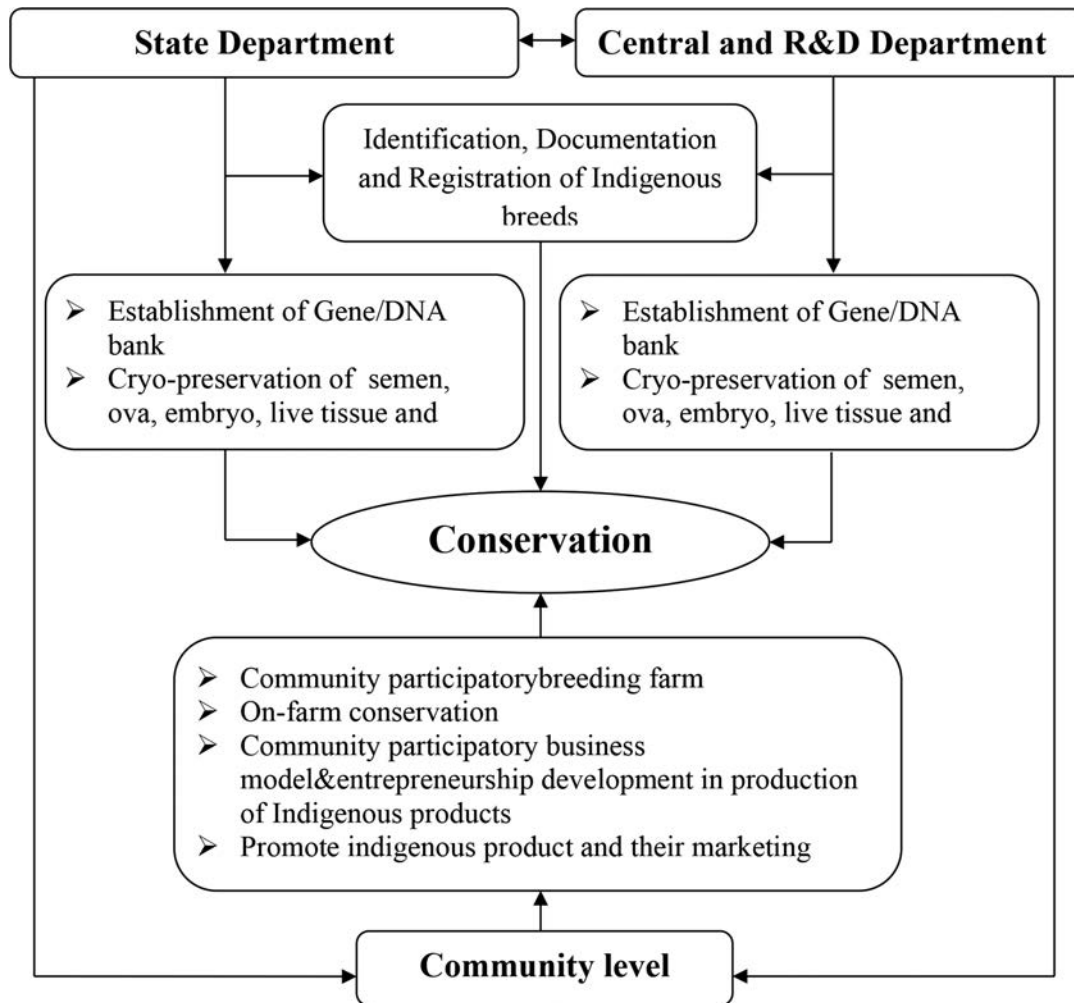 State Department
Central and R&D Department
Identification, Documentation
and Registration of Indigenous
breeds
➢ Establishment of Gene/DNA
bank
➢ Cryo-preservation of semen,
ova, embryo, live tissue and
➢ Establishment of Gene/DNA
bank
➢ Cryo-preservation of semen,
ova, embryo, live tissue and
Conservation
➢ Community participatorybreeding farm
➢ On-farm conservation
➢ Community participatory business
model&entrepreneurship development in production
of Indigenous products
➢ Promote indigenous product and their marketing
Community level